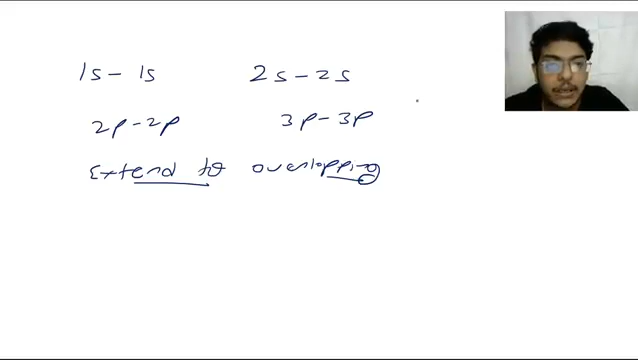 1s - 1s 2s - 2s
2p - 2p 3p - 3p
Extend to overlapping